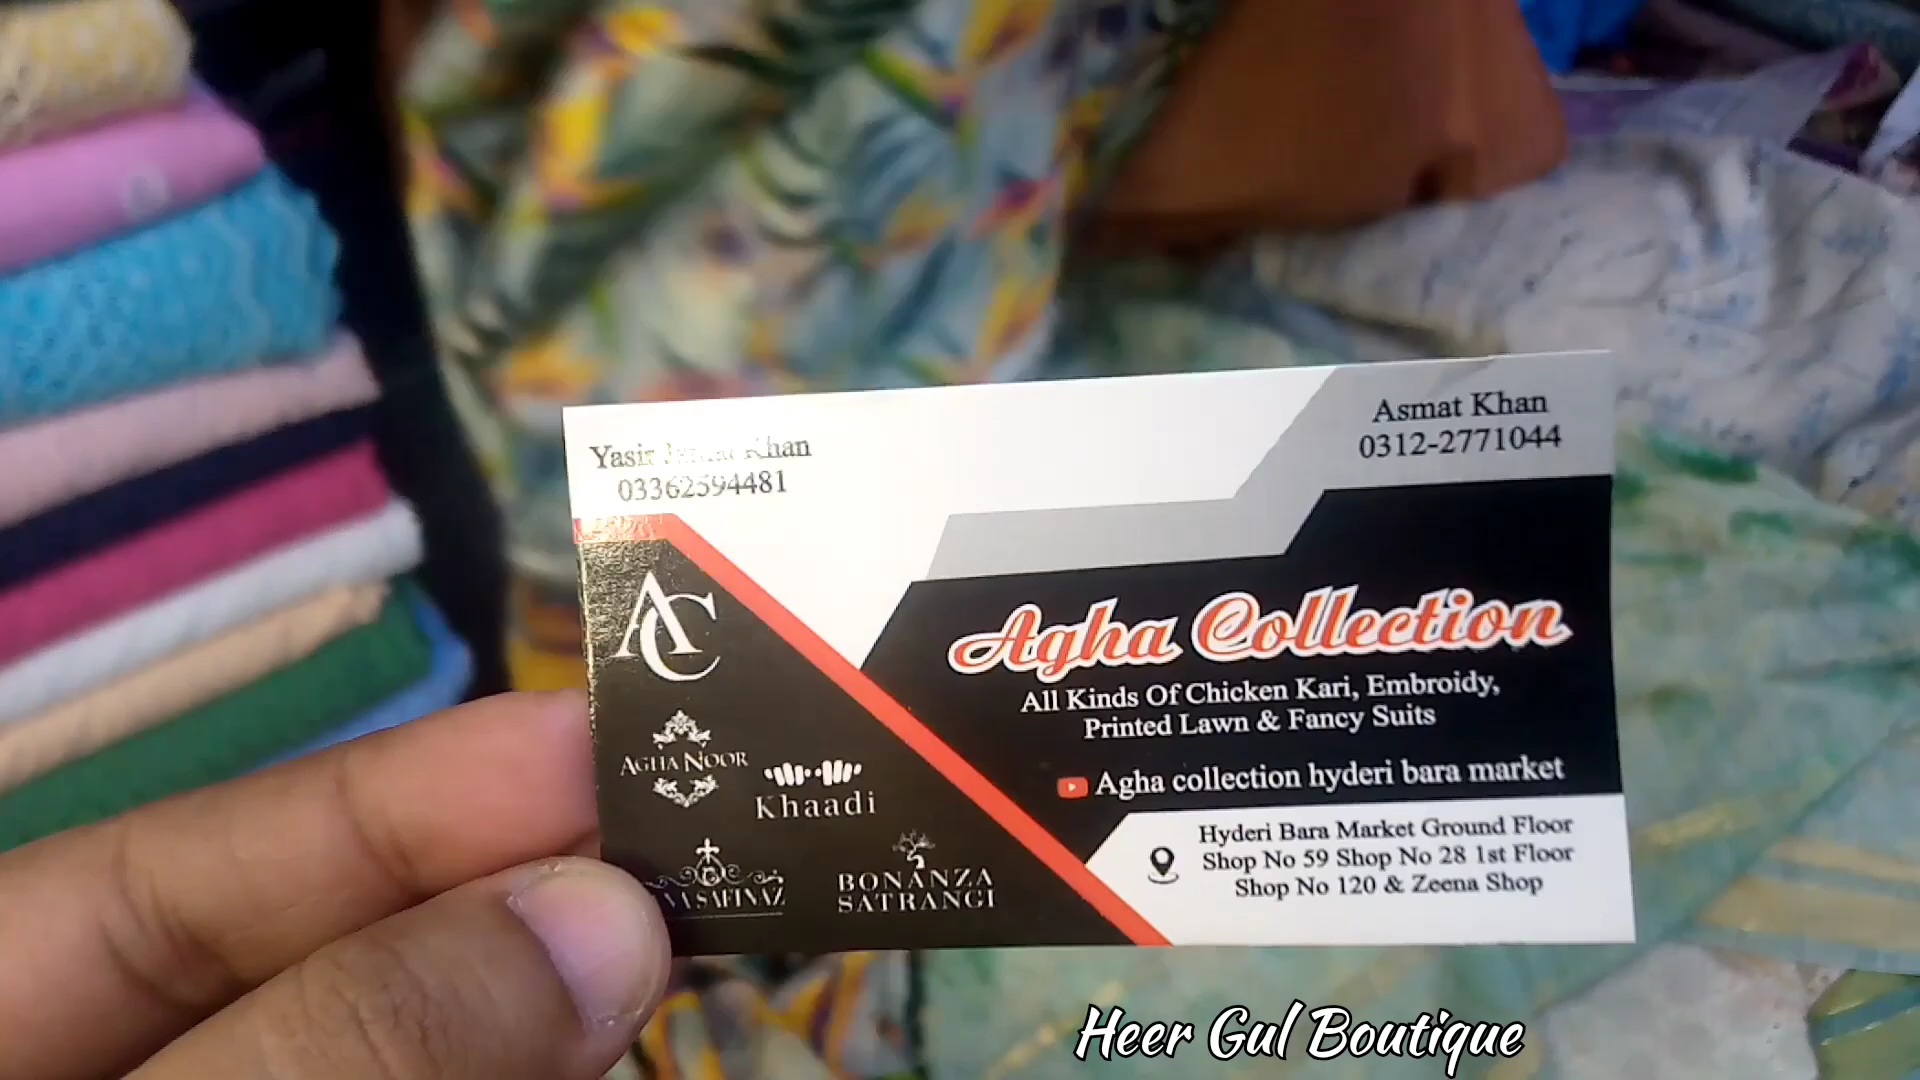 Yasir Khan
03362594481
Asmat Khan
0312-2771044
AC
AGHA NOOR
Khaadi
SAFINAZ
BONANZA
SATRANGI
Agha Collection
All Kinds Of Chicken Kari, Embroidy,
Printed Lawn & Fancy Suits
Agha collection hyderi bara market
Hyderi Bara Market Ground Floor
Shop No 59 Shop No 28 1st Floor
Shop No 120 & Zeena Shop
Heer Gul Boutique